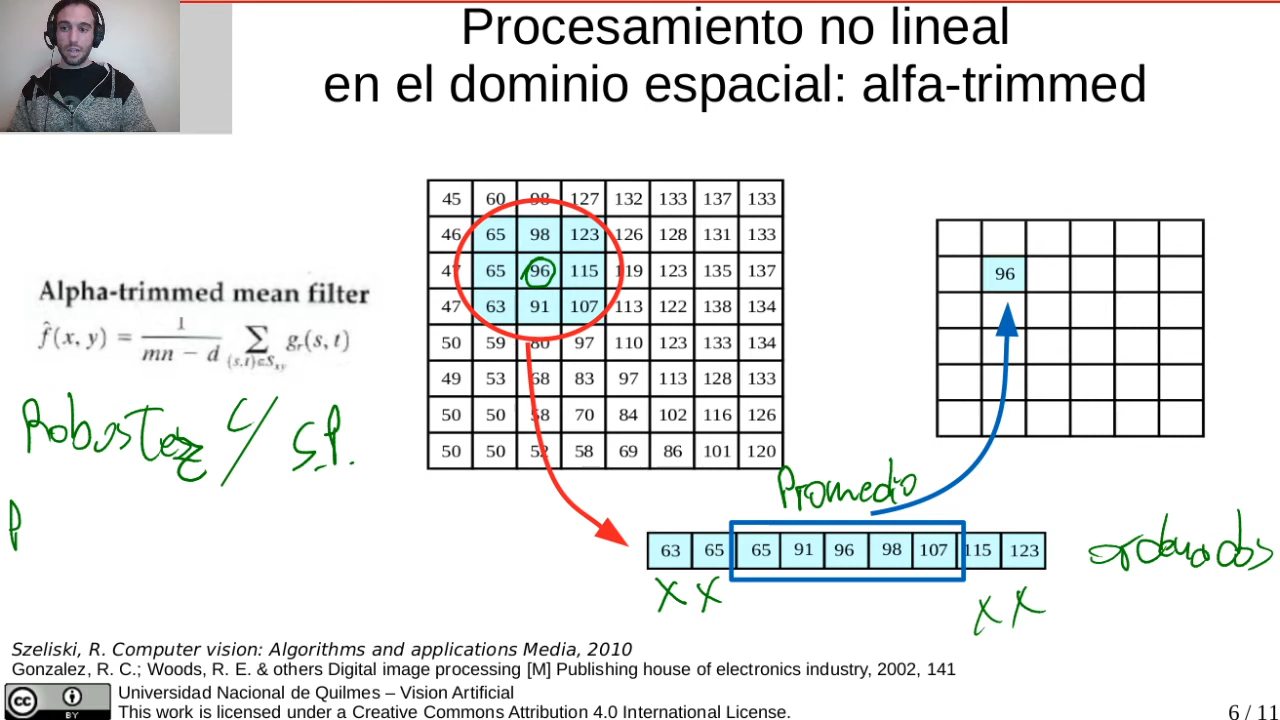 Procesamiento no lineal
en el dominio espacial: alfa-trimmed
45 60 98 127 132 133 137 133
46 65 98 123 126 128 131 133
47 65 96 115 119 123 135 137
47 63 91 107 113 122 138 134
50 59 80 97 110 123 133 134
49 53 68 83 97 113 128 133
50 50 58 70 84 102 116 126
50 50 52 58 69 86 101 120
96
Alpha-trimmed mean filter
f̂(x, y) = 1/(mn − d) ∑ (s,t)∈Sxy gr(s, t)
Robustez c/ S.P.
P
Promedio
63 65 65 91 96 98 107 115 123
ordenados
X X X X
Szeliski, R. Computer vision: Algorithms and applications Media, 2010
Gonzalez, R. C.; Woods, R. E. & others Digital image processing [M] Publishing house of electronics industry, 2002, 141
cc BY
Universidad Nacional de Quilmes – Vision Artificial
This work is licensed under a Creative Commons Attribution 4.0 International License.
6 / 11